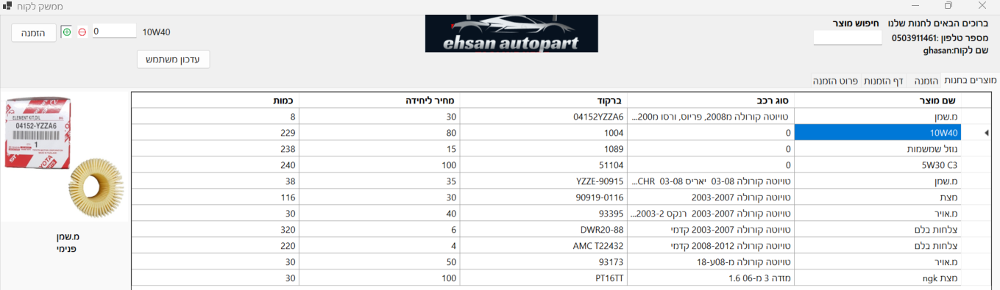 ממשק לקוח
ברוכים הבאים לחנות שלנו
חיפוש מוצר
מספר טלפון :0503911461
שם לקוח:ghasan
ehsan autopart
10W40
0
הזמנה
עדכון משתמש
מוצרים בחנות הזמנה דף הזמנות פרוט הזמנה
שם מוצר סוג רכב ברקוד מחיר ליחידה כמות
מ.שמן טויוטה קורולה מ2008, פריוס, ורסו מ200... 04152YZZA6 30 8
10W40 0 1004 80 229
נוזל שמשמות 0 1089 15 238
5W30 C3 0 51104 100 240
מ.שמן טויוטה קורולה 03-08 יאריס 03-08 CHR... YZZE-90915 35 38
מצת טויוטה קורולה 2003-2007 90919-0116 30 116
מ.אויר טויוטה קורולה 2003-2007 רנקס 2-2003... 93395 40 30
צלחות בלם טויוטה קורולה 2003-2007 קדמי DWR20-88 6 320
צלחות בלם טויוטה קורולה 2008-2012 קדמי AMC T22432 4 220
מ.אויר טויוטה קורולה מ-08ע-18 93173 50 30
מצת ngk מזדה 3 מ-06 1.6 PT16TT 100 30
ELEMENT KIT,OIL
04152-YZZA6
1
מ.שמן
פנימי